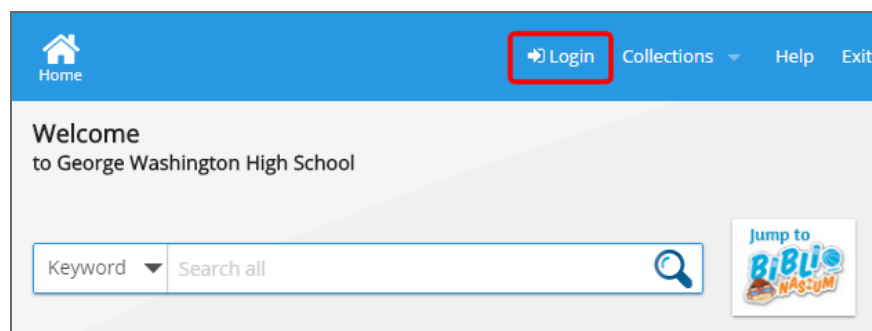 Login Collections Help Exit
Home
Welcome
to George Washington High School
Keyword Search all
Jump to
BiBLiO
NASIUM